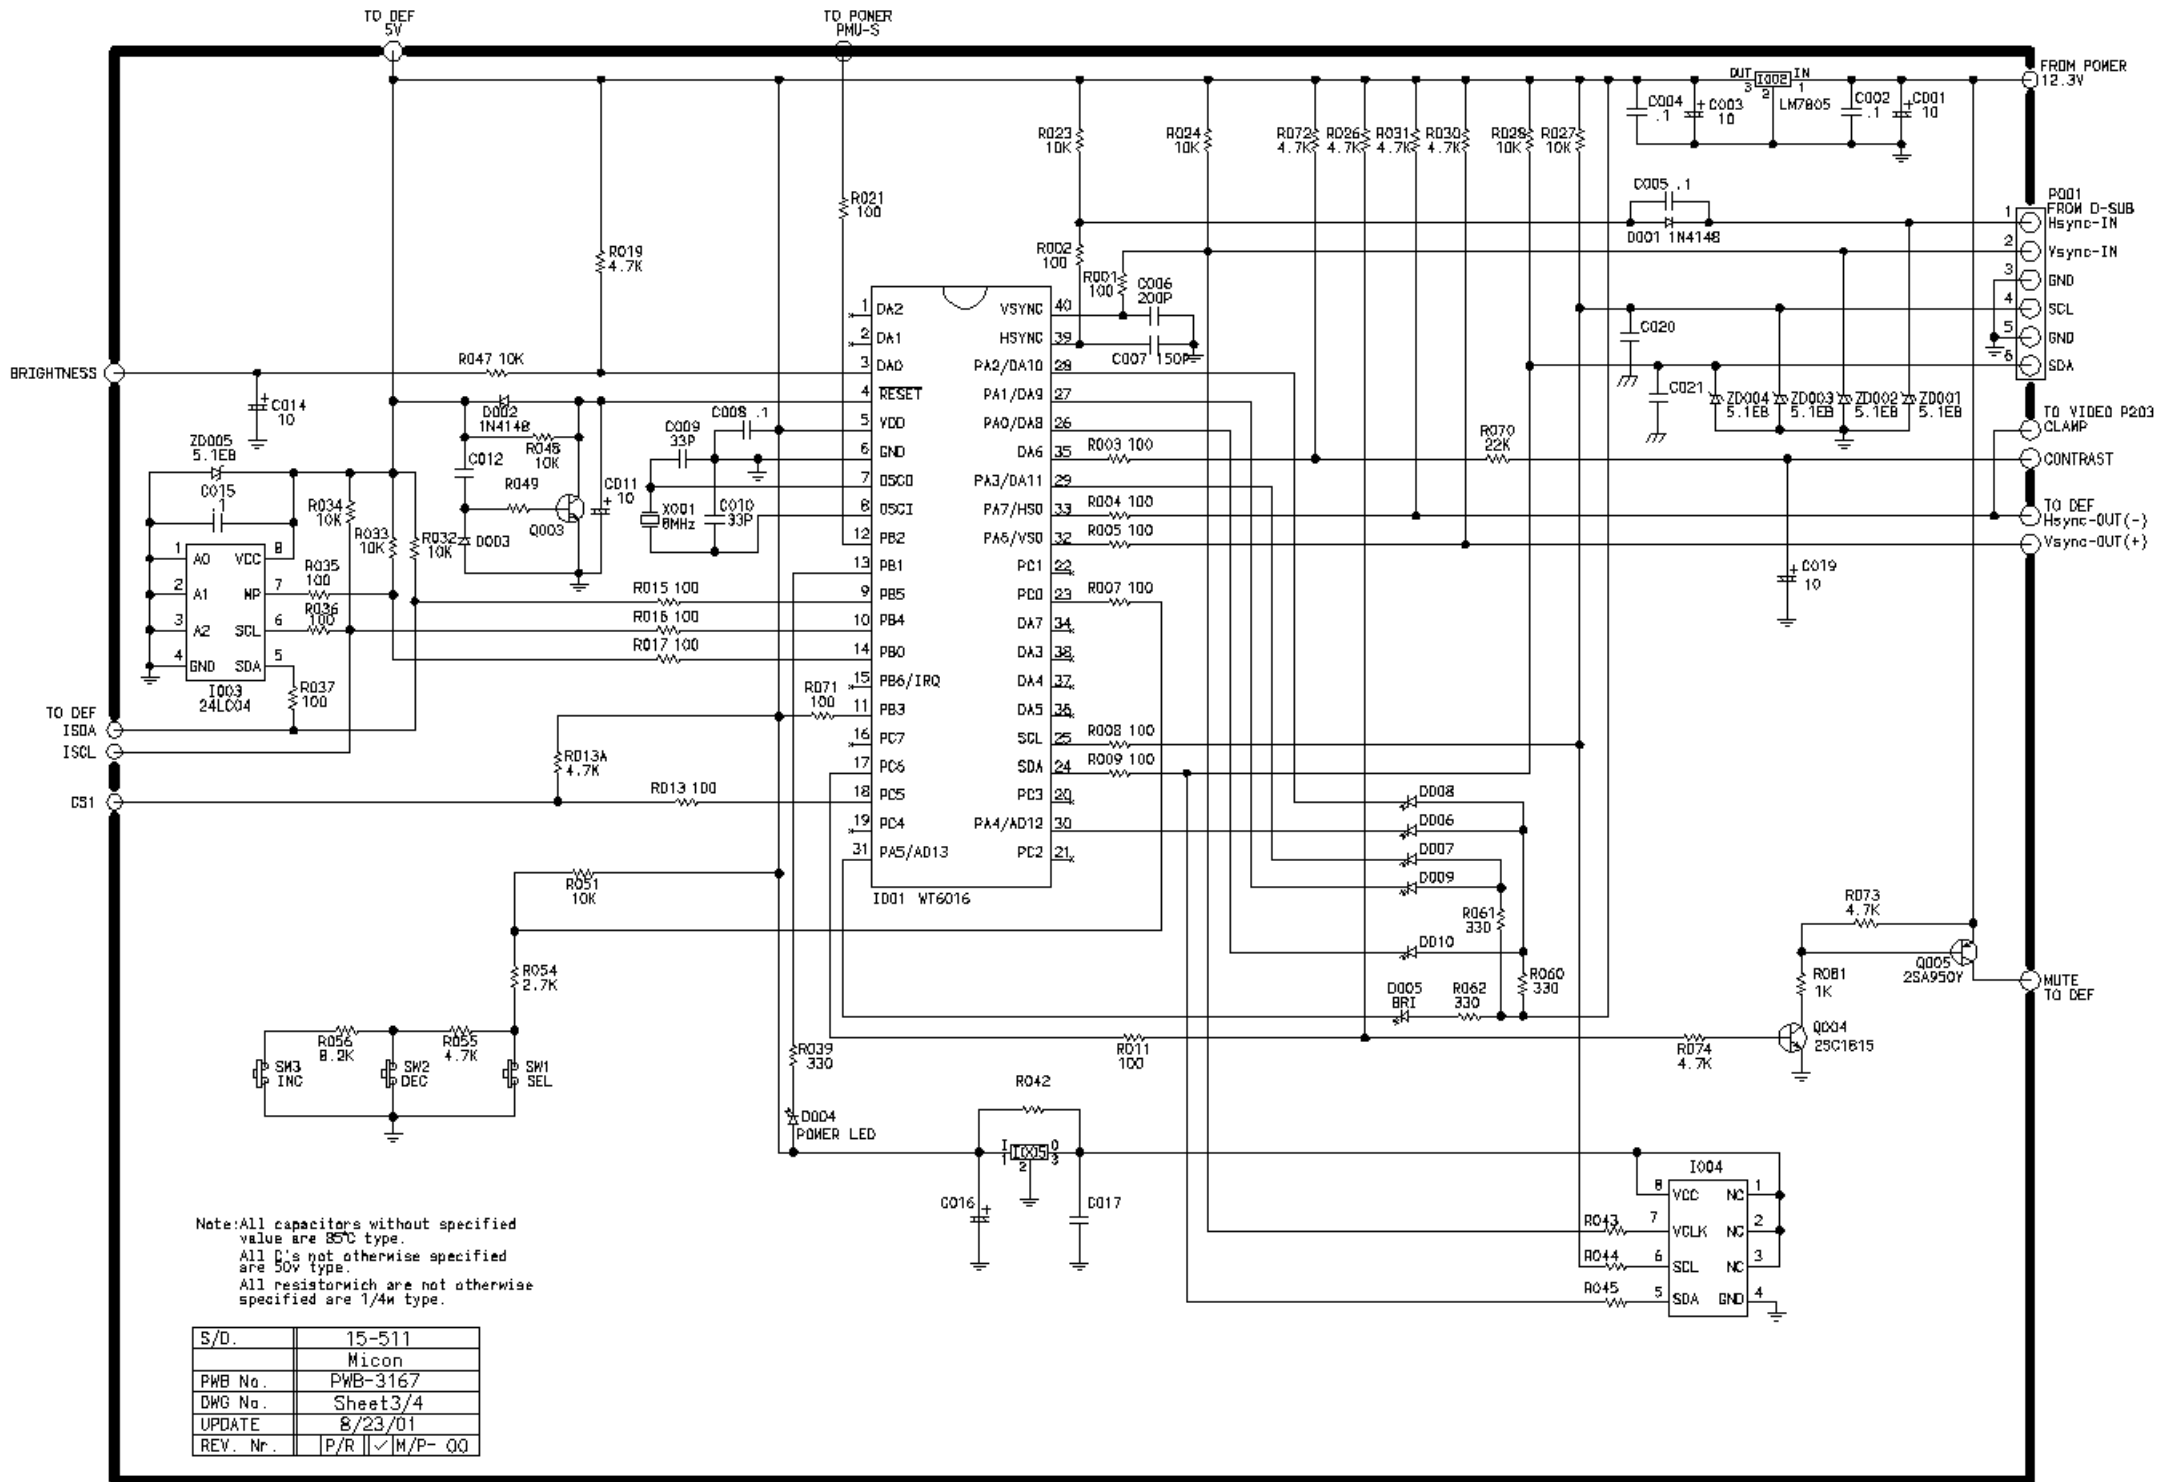 TO DEF
5V
TO POWER
PMU-S
FROM POWER
12.3V
OUT I002 IN
3 2 1
LM7805
C004
.1
C003
10
C002
.1
C001
10
R023
10K
R024
10K
R072
4.7K
R026
4.7K
R031
4.7K
R030
4.7K
R028
10K
R027
10K
R021
100
R019
4.7K
C005 .1
D001 1N4148
P001
FROM D-SUB
1 Hsync-IN
2 Vsync-IN
3 GND
4 SCL
5 GND
6 SDA
R002
100
R001
100
C006
200P
C007 150P
C020
C021
ZD004
5.1EB
ZD003
5.1EB
ZD002
5.1EB
ZD001
5.1EB
TO VIDEO P203
CLAMP
CONTRAST
TO DEF
Hsync-OUT(-)
Vsync-OUT(+)
BRIGHTNESS
R047 10K
C014
10
D002
1N4148
R048
10K
C012
R049
Q003
D003
C011
10
C009
33P
C008 .1
X001
8MHz
C010
33P
ZD005
5.1EB
C015
.1
R034
10K
R033
10K
R032
10K
1 A0 VCC 8
2 A1 WP 7
3 A2 SCL 6
4 GND SDA 5
I003
24LC04
R035
100
R036
100
R037
100
R015 100
R016 100
R017 100
R071
100
TO DEF
ISDA
ISCL
CS1
R013A
4.7K
R013 100
1 DA2 VSYNC 40
2 DA1 HSYNC 39
3 DA0 PA2/DA10 28
4 RESET PA1/DA9 27
5 VDD PA0/DA8 26
6 GND DA6 35
7 OSCO PA3/DA11 29
8 OSCI PA7/HSO 33
12 PB2 PA6/VSO 32
13 PB1 PC1 22
9 PB5 PC0 23
10 PB4 DA7 34
14 PB0 DA3 38
15 PB6/IRQ DA4 37
11 PB3 DA5 36
16 PC7 SCL 25
17 PC6 SDA 24
18 PC5 PC3 20
19 PC4 PA4/AD12 30
31 PA5/AD13 PC2 21
I001 WT6016
R003 100
R070
22K
R004 100
R005 100
R007 100
R008 100
R009 100
C019
10
D008
D006
D007
D009
R061
330
D010
R060
330
D005
BRI
R062
330
R051
10K
R054
2.7K
R056
8.2K
R055
4.7K
SW3
INC
SW2
DEC
SW1
SEL
R039
330
D004
POWER LED
R011
100
R074
4.7K
R073
4.7K
Q005
2SA950Y
R081
1K
Q004
2SC1815
MUTE
TO DEF
R042
I I005 O
1 2 3
C016
C017
I004
8 VCC NC 1
7 VCLK NC 2
6 SCL NC 3
5 SDA GND 4
R043
R044
R045
Note:All capacitors without specified
value are 85°C type.
All C's not otherwise specified
are 50v type.
All resistorwich are not otherwise
specified are 1/4w type.
S/D. 15-511
Micon
PWB No. PWB-3167
DWG No. Sheet3/4
UPDATE 8/23/01
REV. Nr. P/R ✓ M/P- 00